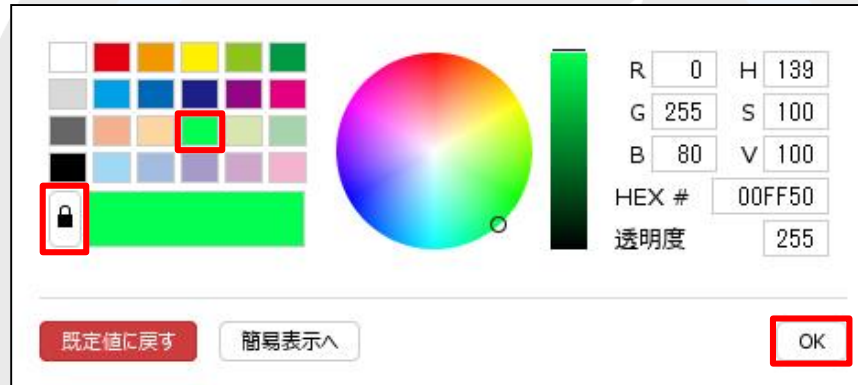 R 0 H 139
G 255 S 100
B 80 V 100
HEX # 00FF50
透明度 255
既定値に戻す 簡易表示へ OK